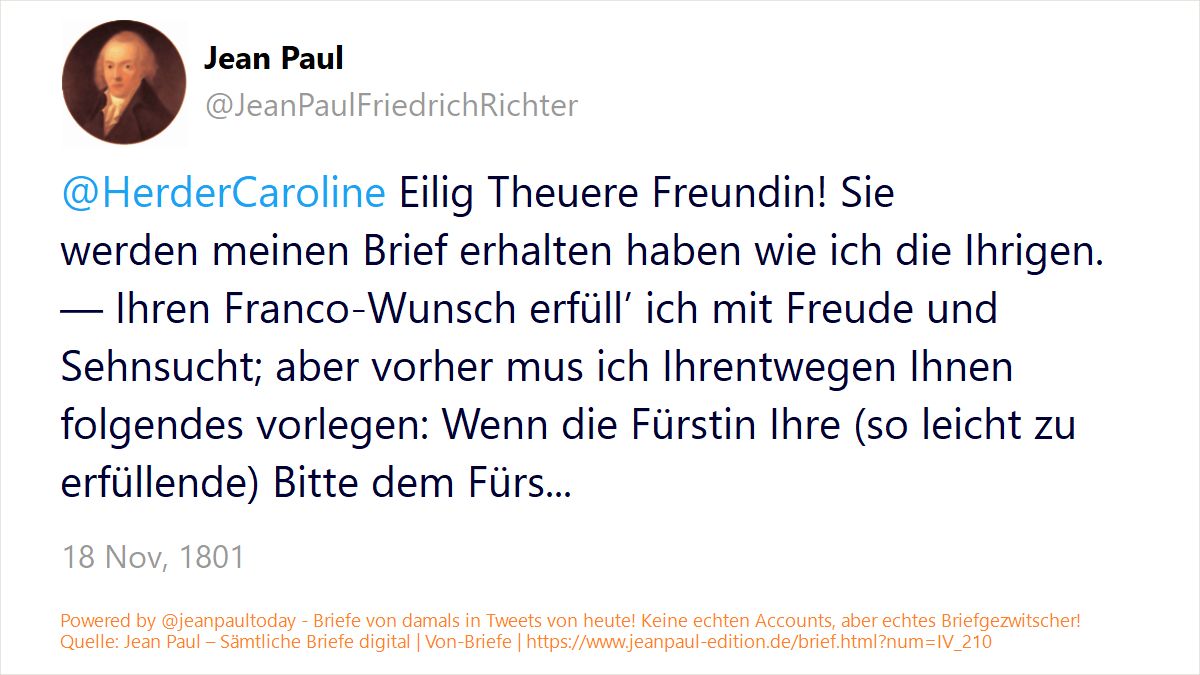 Jean Paul
@JeanPaulFriedrichRichter
@HerderCaroline Eilig Theuere Freundin! Sie
werden meinen Brief erhalten haben wie ich die Ihrigen.
— Ihren Franco-Wunsch erfüll’ ich mit Freude und
Sehnsucht; aber vorher mus ich Ihrentwegen Ihnen
folgendes vorlegen: Wenn die Fürstin Ihre (so leicht zu
erfüllende) Bitte dem Fürs...
18 Nov, 1801
Powered by @jeanpaultoday - Briefe von damals in Tweets von heute! Keine echten Accounts, aber echtes Briefgezwitscher!
Quelle: Jean Paul – Sämtliche Briefe digital | Von-Briefe | https://www.jeanpaul-edition.de/brief.html?num=IV_210